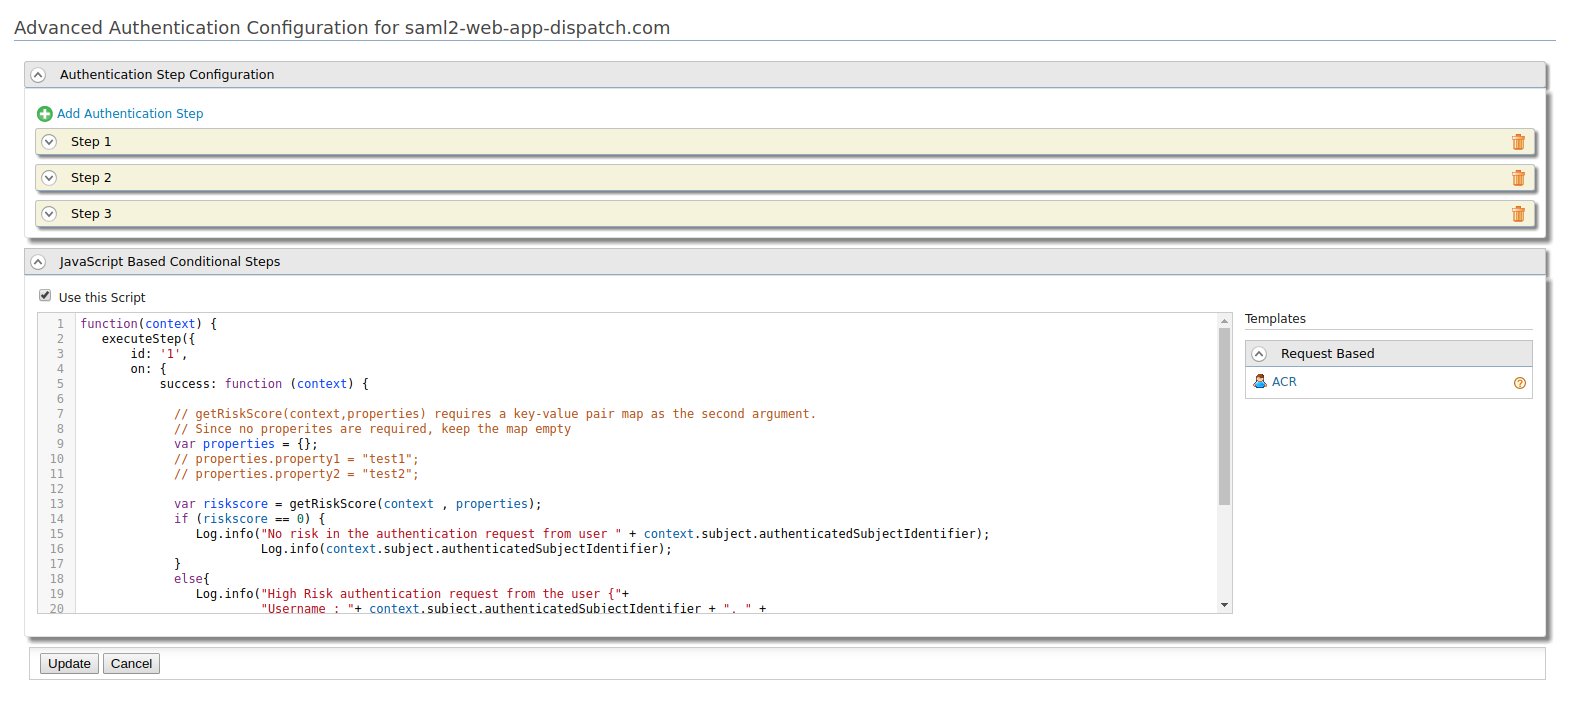 Advanced Authentication Configuration for saml2-web-app-dispatch.com
Authentication Step Configuration
Add Authentication Step
Step 1
Step 2
Step 3
JavaScript Based Conditional Steps
Use this Script
1 function(context) {
2 executeStep({
3 id: '1',
4 on: {
5 success: function (context) {
6
7 // getRiskScore(context,properties) requires a key-value pair map as the second argument.
8 // Since no properites are required, keep the map empty
9 var properties = {};
10 // properties.property1 = "test1";
11 // properties.property2 = "test2";
12
13 var riskscore = getRiskScore(context , properties);
14 if (riskscore == 0) {
15 Log.info("No risk in the authentication request from user " + context.subject.authenticatedSubjectIdentifier);
16 Log.info(context.subject.authenticatedSubjectIdentifier);
17 }
18 else{
19 Log.info("High Risk authentication request from the user {"+
20 "Username : "+ context.subject.authenticatedSubjectIdentifier + ", " +
Templates
Request Based
ACR
Update Cancel